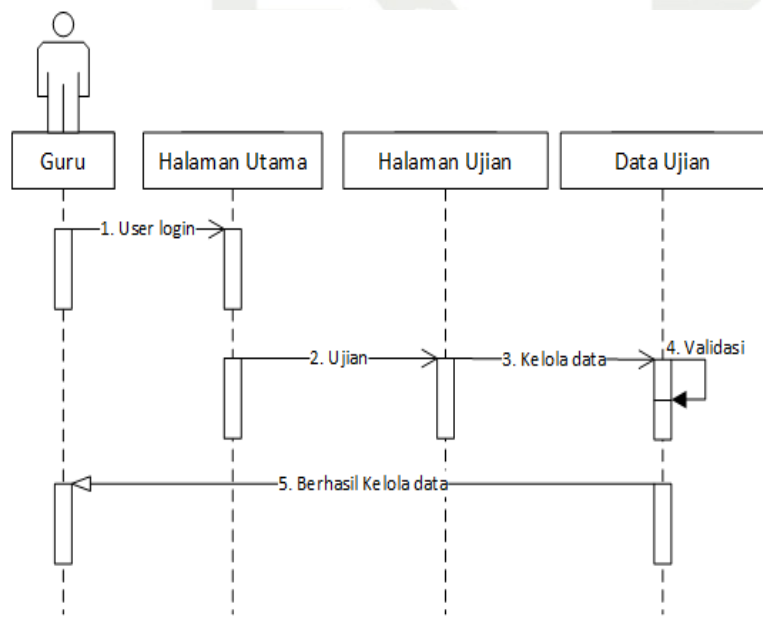 Guru
Halaman Utama
Halaman Ujian
Data Ujian
1. User login
2. Ujian
3. Kelola data
4. Validasi
5. Berhasil Kelola data